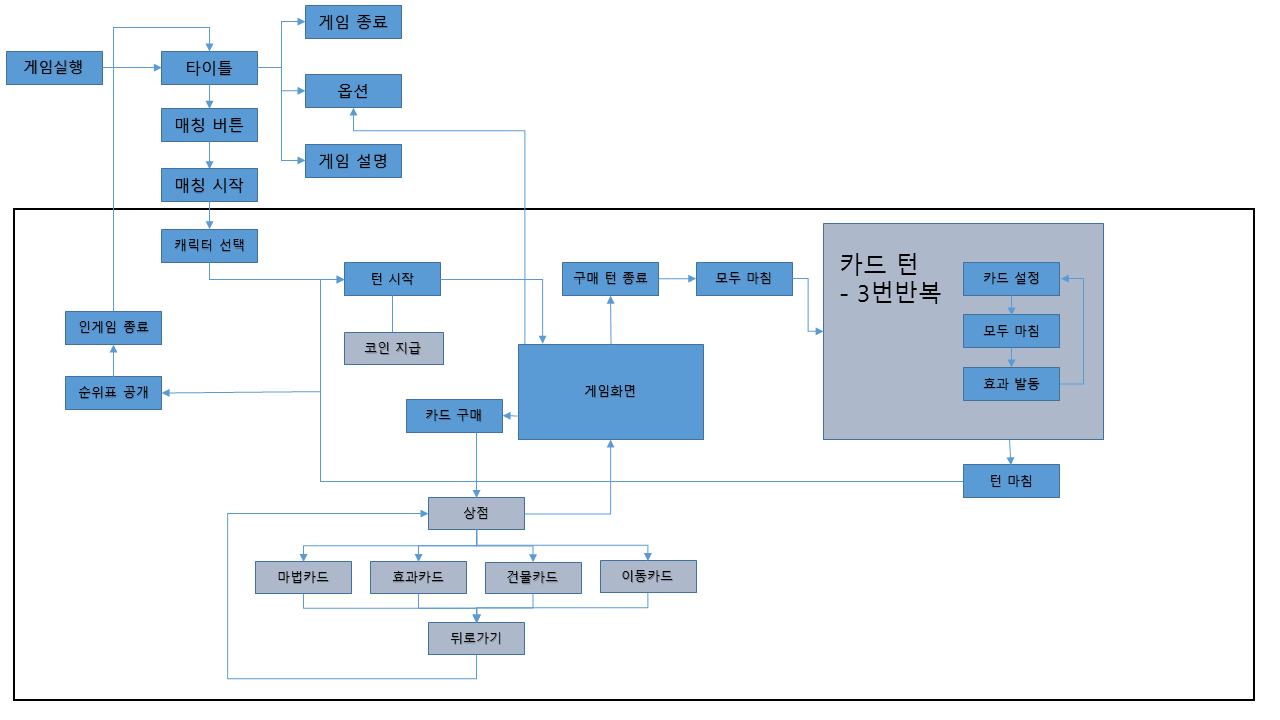 게임 종료
게임실행
타이틀
옵션
매칭 버튼
게임 설명
매칭 시작
캐릭터 선택
턴 시작
구매 턴 종료
모두 마침
카드 턴
- 3번반복
카드 설정
인게임 종료
코인 지급
모두 마침
순위표 공개
게임화면
효과 발동
카드 구매
턴 마침
상점
마법카드
효과카드
건물카드
이동카드
뒤로가기